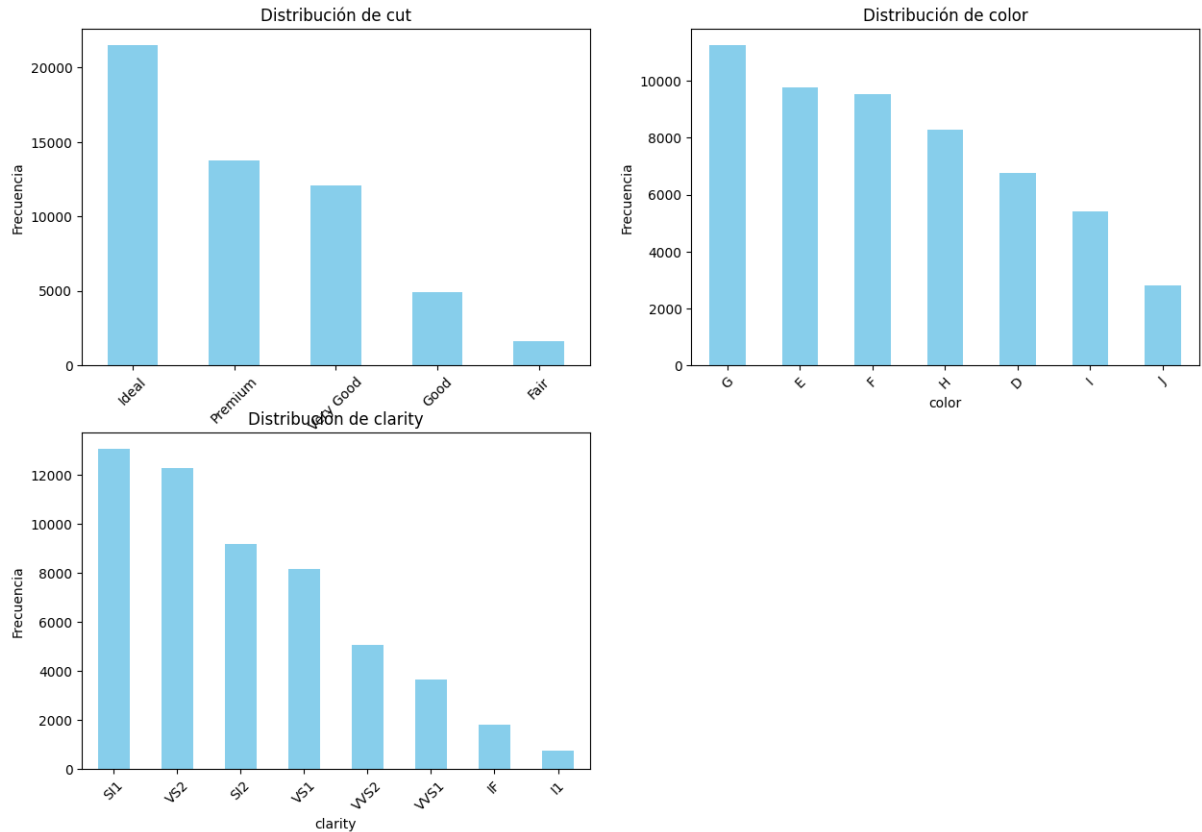 Distribución de cut
Frecuencia
20000
15000
10000
5000
0
Ideal
Premium
Very Good
Good
Fair
Distribución de color
Frecuencia
10000
8000
6000
4000
2000
0
G
E
F
H
D
I
J
color
Distribución de clarity
Frecuencia
12000
10000
8000
6000
4000
2000
0
SI1
VS2
SI2
VS1
VVS2
VVS1
IF
I1
clarity